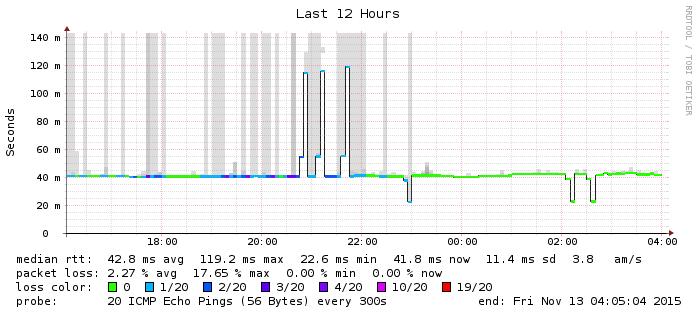 Last 12 Hours
RRDTOOL / TOBI OETIKER
Seconds
140 m
120 m
100 m
80 m
60 m
40 m
20 m
0
18:00 20:00 22:00 00:00 02:00 04:00
median rtt: 42.8 ms avg 119.2 ms max 22.6 ms min 41.8 ms now 11.4 ms sd 3.8 am/s
packet loss: 2.27 % avg 17.65 % max 0.00 % min 0.00 % now
loss color: 0 1/20 2/20 3/20 4/20 10/20 19/20
probe: 20 ICMP Echo Pings (56 Bytes) every 300s end: Fri Nov 13 04:05:04 2015